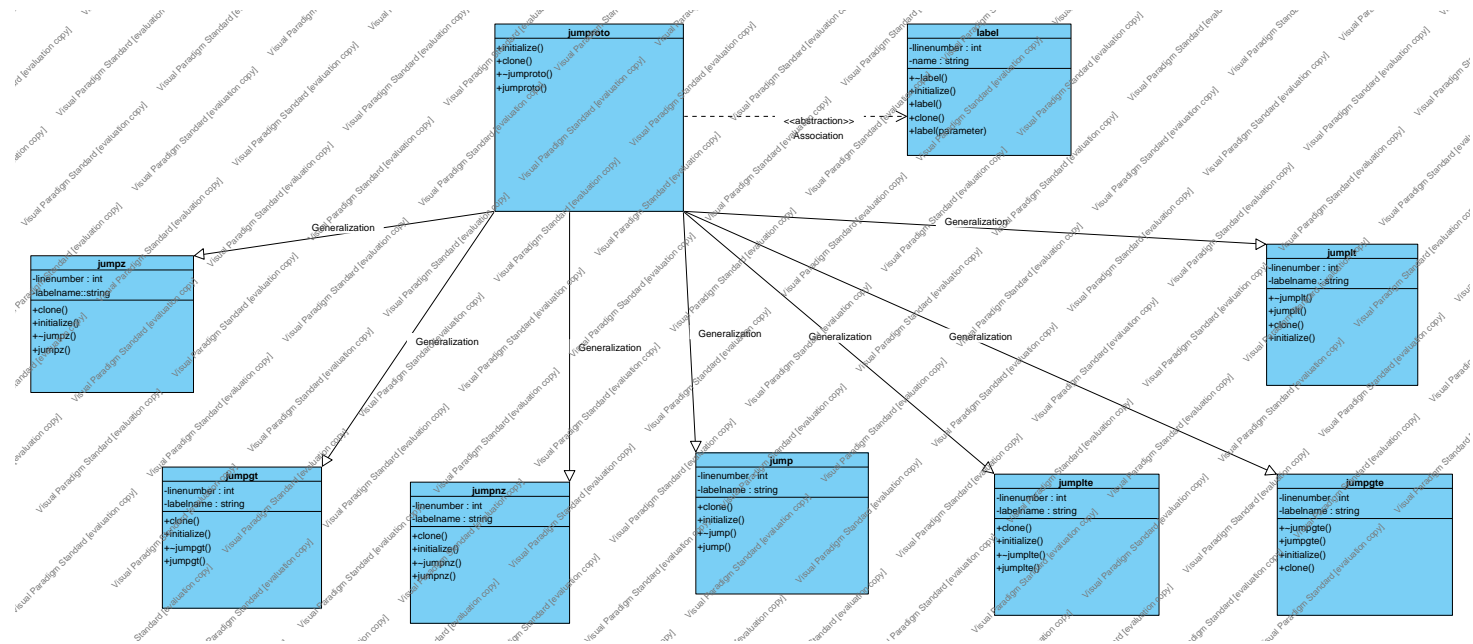 jumproto
+initialize()
+clone()
+~jumproto()
+jumproto()
label
-llinenumber : int
-name : string
+~label()
+initialize()
+label()
+clone()
+label(parameter)
<<abstraction>>
Association
Generalization
Generalization
Generalization
Generalization
Generalization
Generalization
Generalization
jumpz
-linenumber : int
-labelname::string
+clone()
+initialize()
+~jumpz()
+jumpz()
jumplt
-linenumber : int
-labelname : string
+~jumplt()
+jumplt()
+clone()
+initialize()
jumpgt
-linenumber : int
-labelname : string
+clone()
+initialize()
+~jumpgt()
+jumpgt()
jumpnz
-linenumber : int
-labelname : string
+clone()
+initialize()
+~jumpnz()
+jumpnz()
jump
-linenumber : int
-labelname : string
+clone()
+initialize()
+~jump()
+jump()
jumplte
-linenumber : int
-labelname : string
+clone()
+initialize()
+~jumplte()
+jumplte()
jumpgte
-linenumber : int
-labelname : string
+~jumpgte()
+jumpgte()
+initialize()
+clone()
Visual Paradigm Standard [evaluation copy]